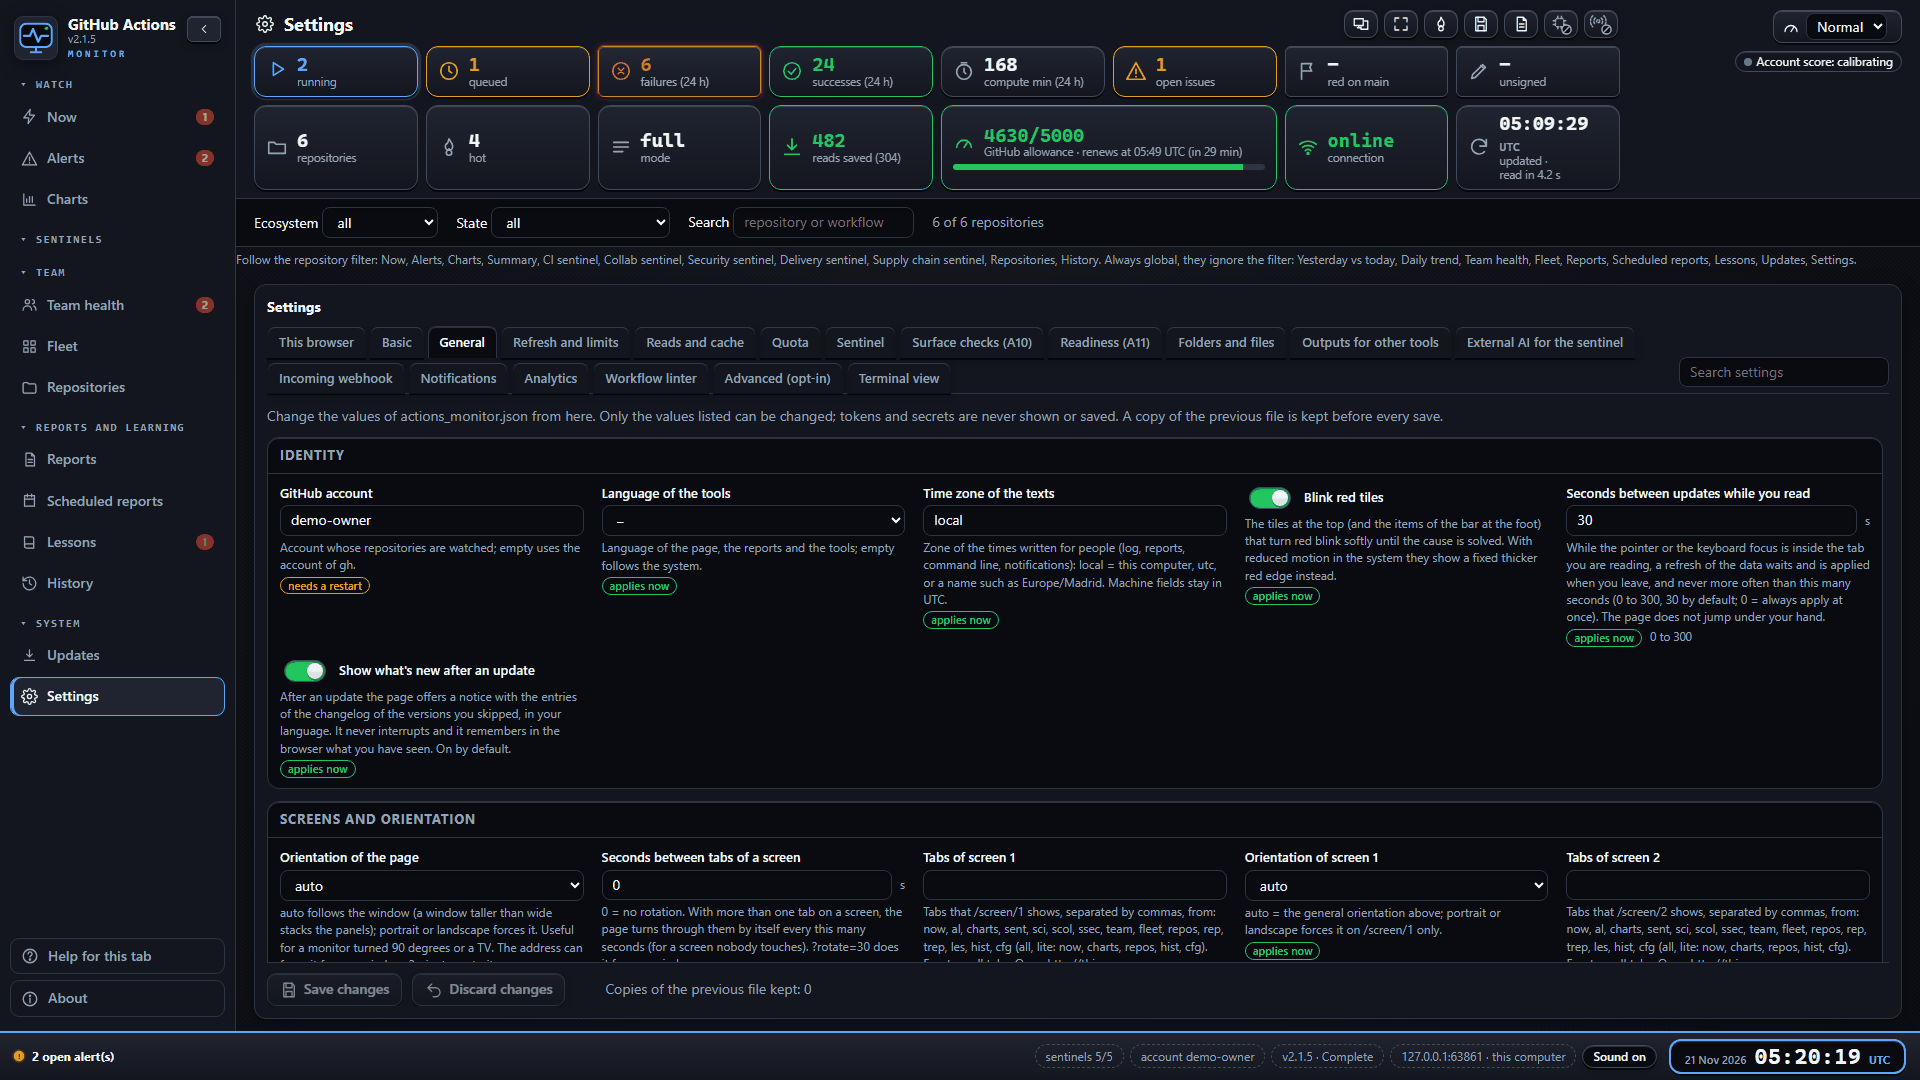 GitHub Actions
v2.1.5
MONITOR
WATCH
Now 1
Alerts 2
Charts
SENTINELS
TEAM
Team health 2
Fleet
Repositories
REPORTS AND LEARNING
Reports
Scheduled reports
Lessons 1
History
SYSTEM
Updates
Settings
Help for this tab
About
Settings
Normal
Account score: calibrating
2
running
1
queued
6
failures (24 h)
24
successes (24 h)
168
compute min (24 h)
1
open issues
–
red on main
–
unsigned
6
repositories
4
hot
full
mode
482
reads saved (304)
4630/5000
GitHub allowance · renews at 05:49 UTC (in 29 min)
online
connection
05:09:29
UTC
updated ·
read in 4.2 s
Ecosystem all State all Search repository or workflow 6 of 6 repositories
Follow the repository filter: Now, Alerts, Charts, Summary, CI sentinel, Collab sentinel, Security sentinel, Delivery sentinel, Supply chain sentinel, Repositories, History. Always global, they ignore the filter: Yesterday vs today, Daily trend, Team health, Fleet, Reports, Scheduled reports, Lessons, Updates, Settings.
Settings
This browser Basic General Refresh and limits Reads and cache Quota Sentinel Surface checks (A10) Readiness (A11) Folders and files Outputs for other tools External AI for the sentinel
Incoming webhook Notifications Analytics Workflow linter Advanced (opt-in) Terminal view
Search settings
Change the values of actions_monitor.json from here. Only the values listed can be changed; tokens and secrets are never shown or saved. A copy of the previous file is kept before every save.
IDENTITY
GitHub account
demo-owner
Account whose repositories are watched; empty uses the
account of gh.
needs a restart
Language of the tools
–
Language of the page, the reports and the tools; empty
follows the system.
applies now
Time zone of the texts
local
Zone of the times written for people (log, reports,
command line, notifications): local = this computer, utc,
or a name such as Europe/Madrid. Machine fields stay in
UTC.
applies now
Blink red tiles
The tiles at the top (and the items of the bar at the foot)
that turn red blink softly until the cause is solved. With
reduced motion in the system they show a fixed thicker
red edge instead.
applies now
Seconds between updates while you read
30 s
While the pointer or the keyboard focus is inside the tab
you are reading, a refresh of the data waits and is applied
when you leave, and never more often than this many
seconds (0 to 300, 30 by default; 0 = always apply at
once). The page does not jump under your hand.
applies now 0 to 300
Show what's new after an update
After an update the page offers a notice with the entries
of the changelog of the versions you skipped, in your
language. It never interrupts and it remembers in the
browser what you have seen. On by default.
applies now
SCREENS AND ORIENTATION
Orientation of the page
auto
auto follows the window (a window taller than wide
stacks the panels); portrait or landscape forces it. Useful
for a monitor turned 90 degrees or a TV. The address can
Seconds between tabs of a screen
0 s
0 = no rotation. With more than one tab on a screen, the
page turns through them by itself every this many
seconds (for a screen nobody touches). ?rotate=30 does
Tabs of screen 1
Tabs that /screen/1 shows, separated by commas, from:
now, al, charts, sent, sci, scol, ssec, team, fleet, repos, rep,
trep, les, hist, cfg (all, lite: now, charts, repos, hist, cfg).
Orientation of screen 1
auto
auto = the general orientation above; portrait or
landscape forces it on /screen/1 only.
applies now
Tabs of screen 2
Tabs that /screen/2 shows, separated by commas, from:
now, al, charts, sent, sci, scol, ssec, team, fleet, repos, rep,
trep, les, hist, cfg (all, lite: now, charts, repos, hist, cfg).
Save changes Discard changes Copies of the previous file kept: 0
2 open alert(s)
sentinels 5/5 account demo-owner v2.1.5 · Complete 127.0.0.1:63861 · this computer Sound on 21 Nov 2026 05:20:19 UTC